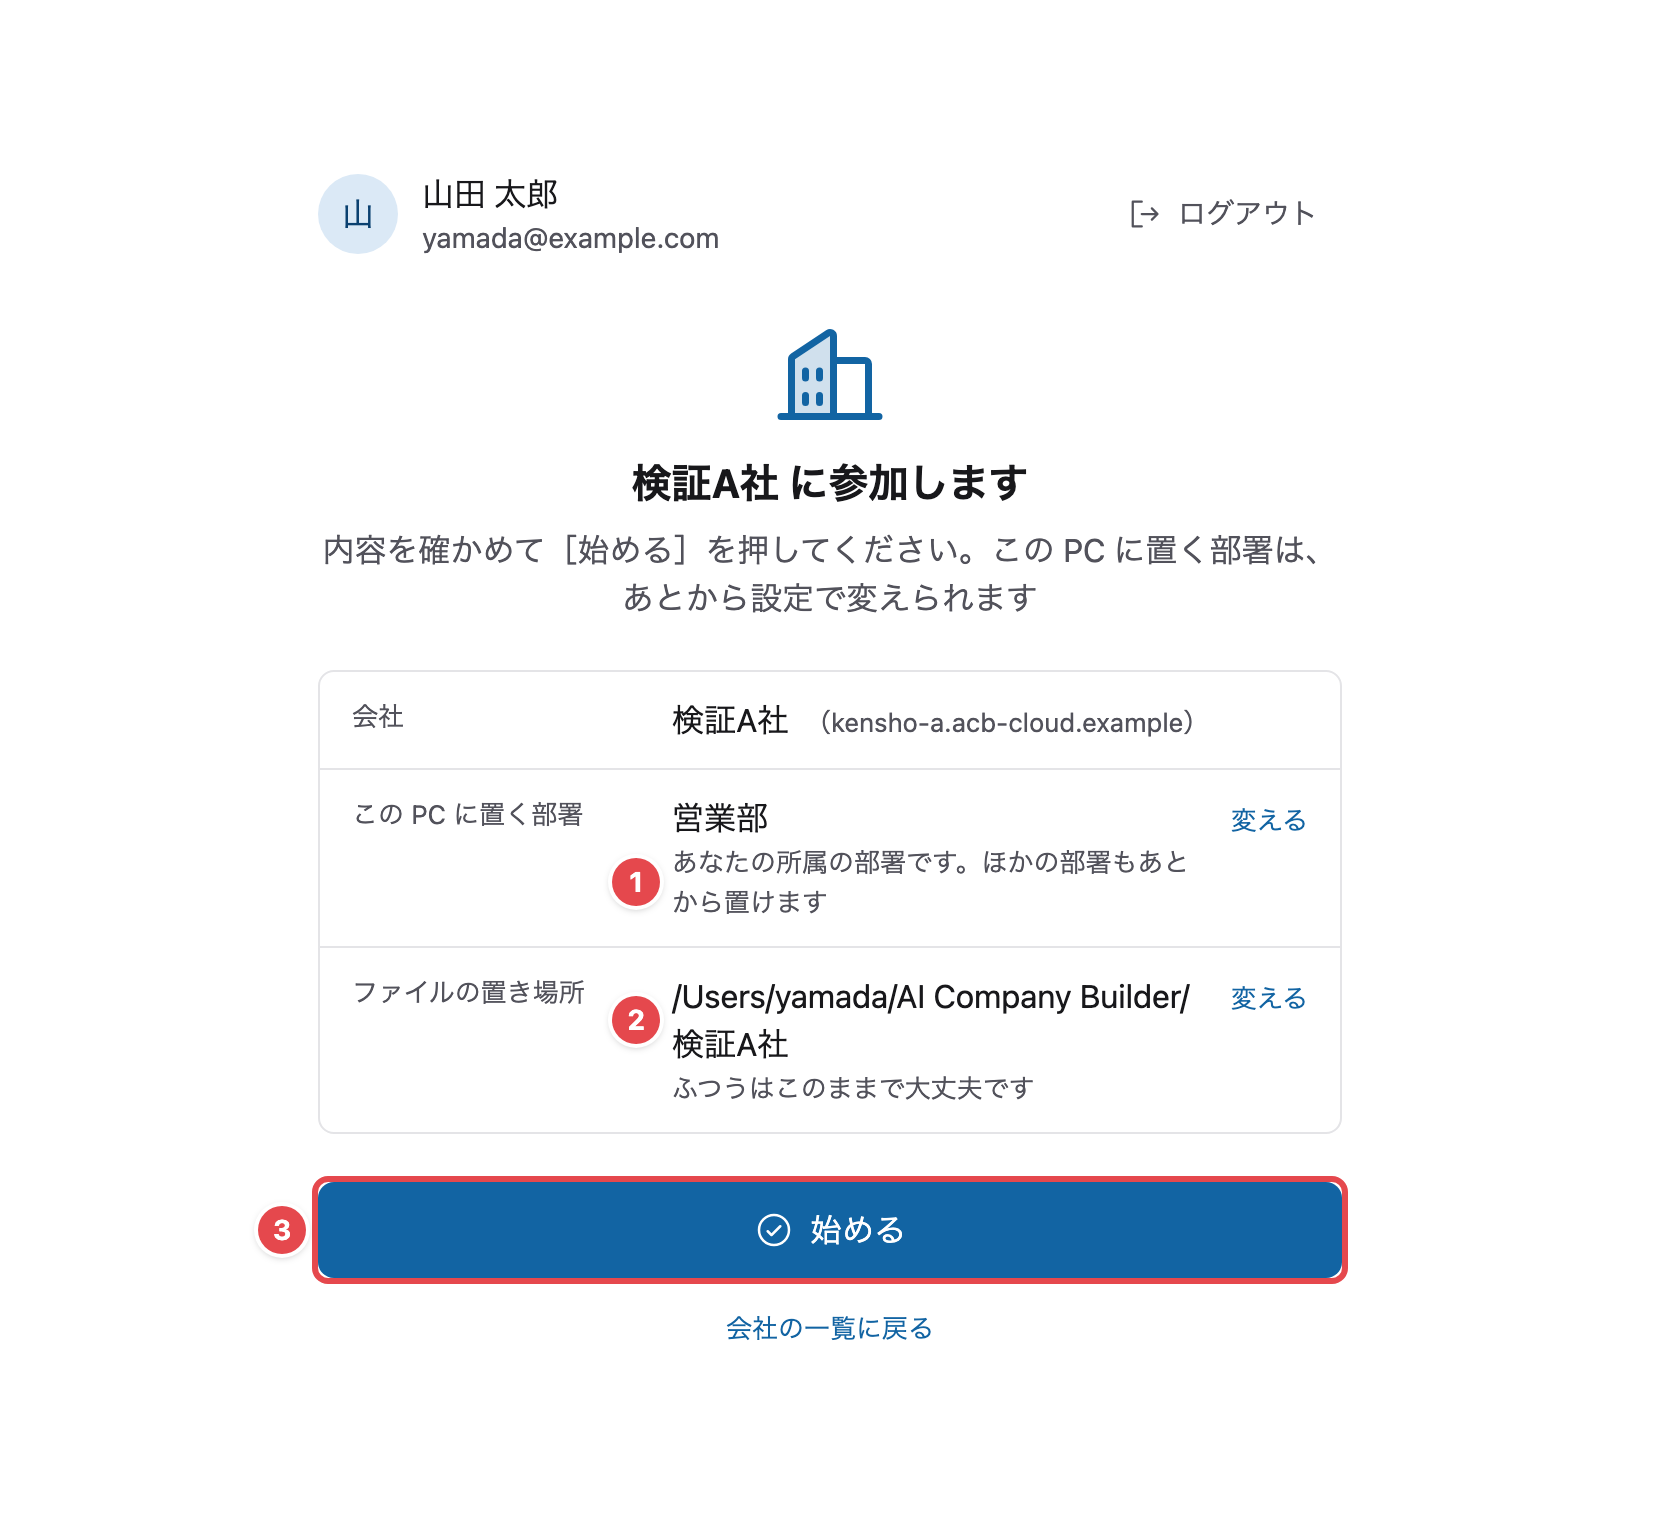 山
山田 太郎
yamada@example.com
ログアウト
検証A社 に参加します
内容を確かめて［始める］を押してください。この PC に置く部署は、
あとから設定で変えられます
会社
検証A社 （kensho-a.acb-cloud.example）
この PC に置く部署
営業部
変える
1
あなたの所属の部署です。ほかの部署もあと
から置けます
ファイルの置き場所
2
/Users/yamada/AI Company Builder/
検証A社
変える
ふつうはこのままで大丈夫です
3
始める
会社の一覧に戻る